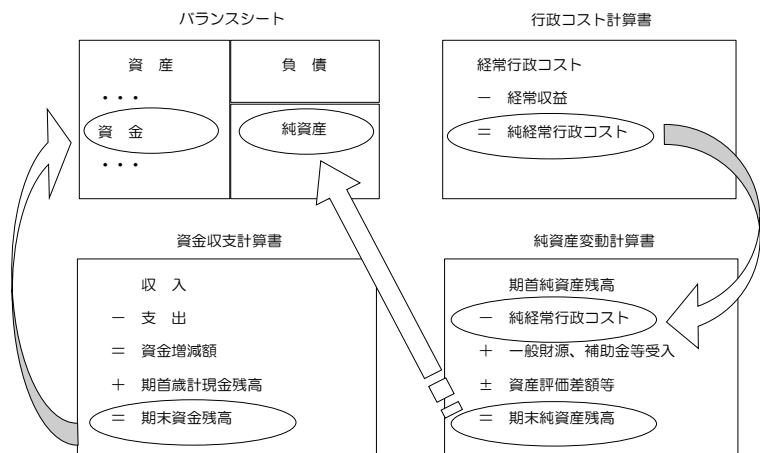 バランスシート
資　産
・・・
資　金
・・・
負　債
純資産
行政コスト計算書
経常行政コスト
－　経常収益
＝　純経常行政コスト
資金収支計算書
収　入
－　支　出
＝　資金増減額
＋　期首歳計現金残高
＝　期末資金残高
純資産変動計算書
期首純資産残高
－　純経常行政コスト
＋　一般財源、補助金等受入
±　資産評価差額等
＝　期末純資産残高